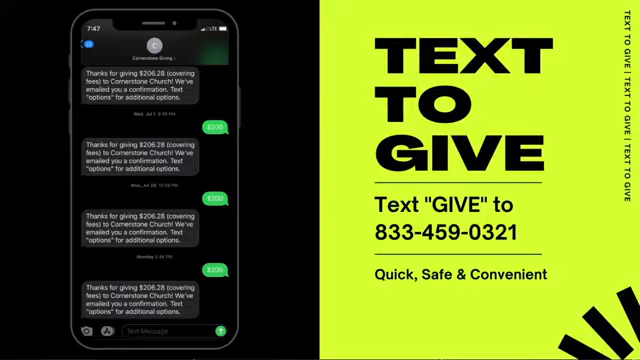 7:47
C
Cornerstone Giving
Thanks for giving $206.28 (covering
fees) to Cornerstone Church! We've
emailed you a confirmation. Text
"options" for additional options.
$200
Thanks for giving $206.28 (covering
fees) to Cornerstone Church! We've
emailed you a confirmation. Text
"options" for additional options.
$200
Thanks for giving $206.28 (covering
fees) to Cornerstone Church! We've
emailed you a confirmation. Text
"options" for additional options.
$200
Thanks for giving $206.28 (covering
fees) to Cornerstone Church! We've
emailed you a confirmation. Text
"options" for additional options.
Text Message
TEXT
TO
GIVE
Text "GIVE" to
833-459-0321
Quick, Safe & Convenient
TEXT TO GIVE | TEXT TO GIVE | TEXT TO GIVE